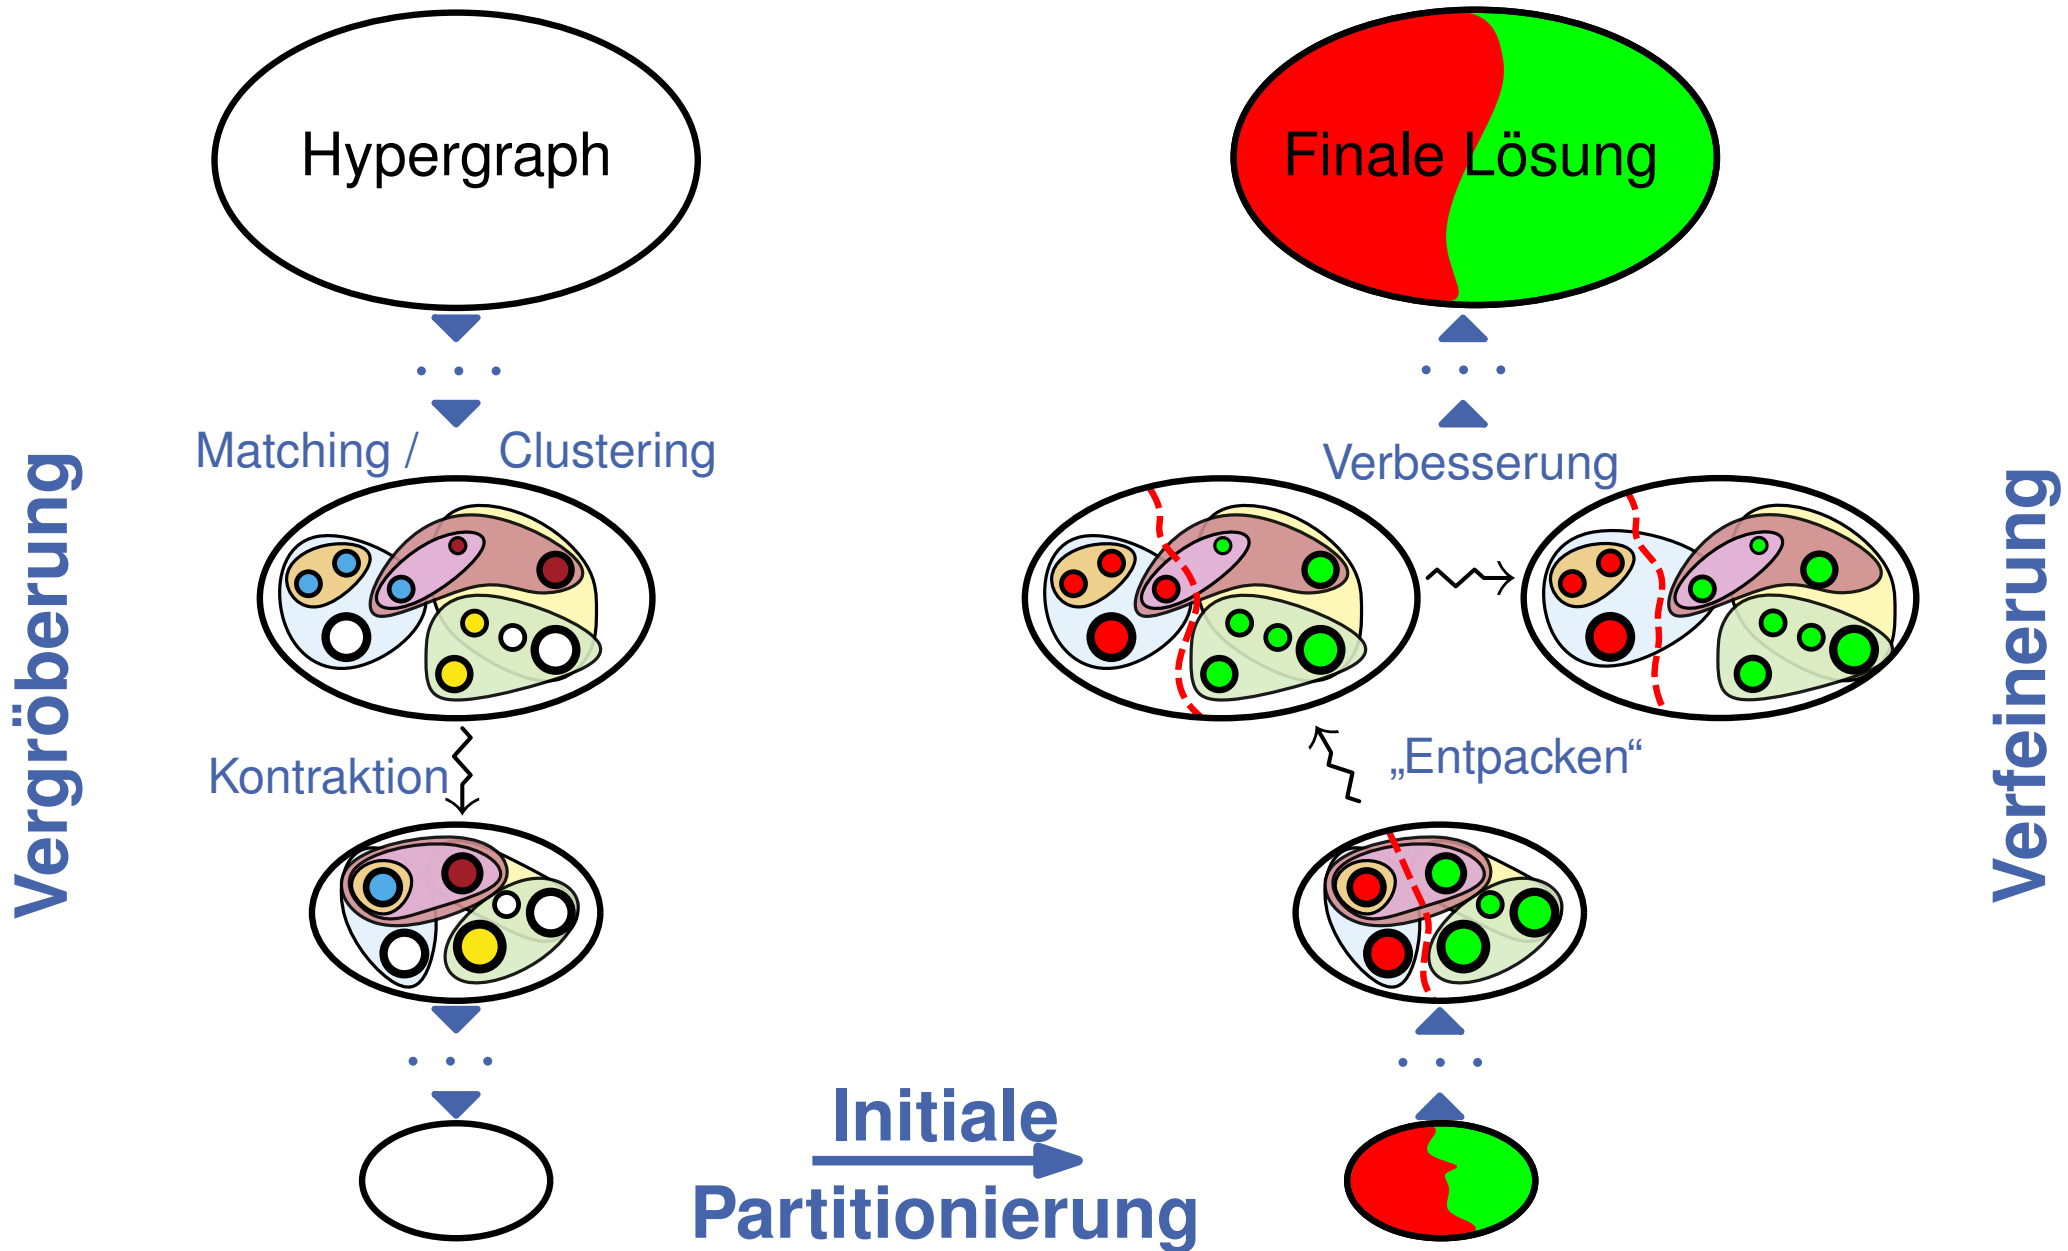 Hypergraph
Finale Lösung
Matching / Clustering
Verbesserung
Vergröberung
Verfeinerung
Kontraktion
„Entpacken“
Initiale
Partitionierung